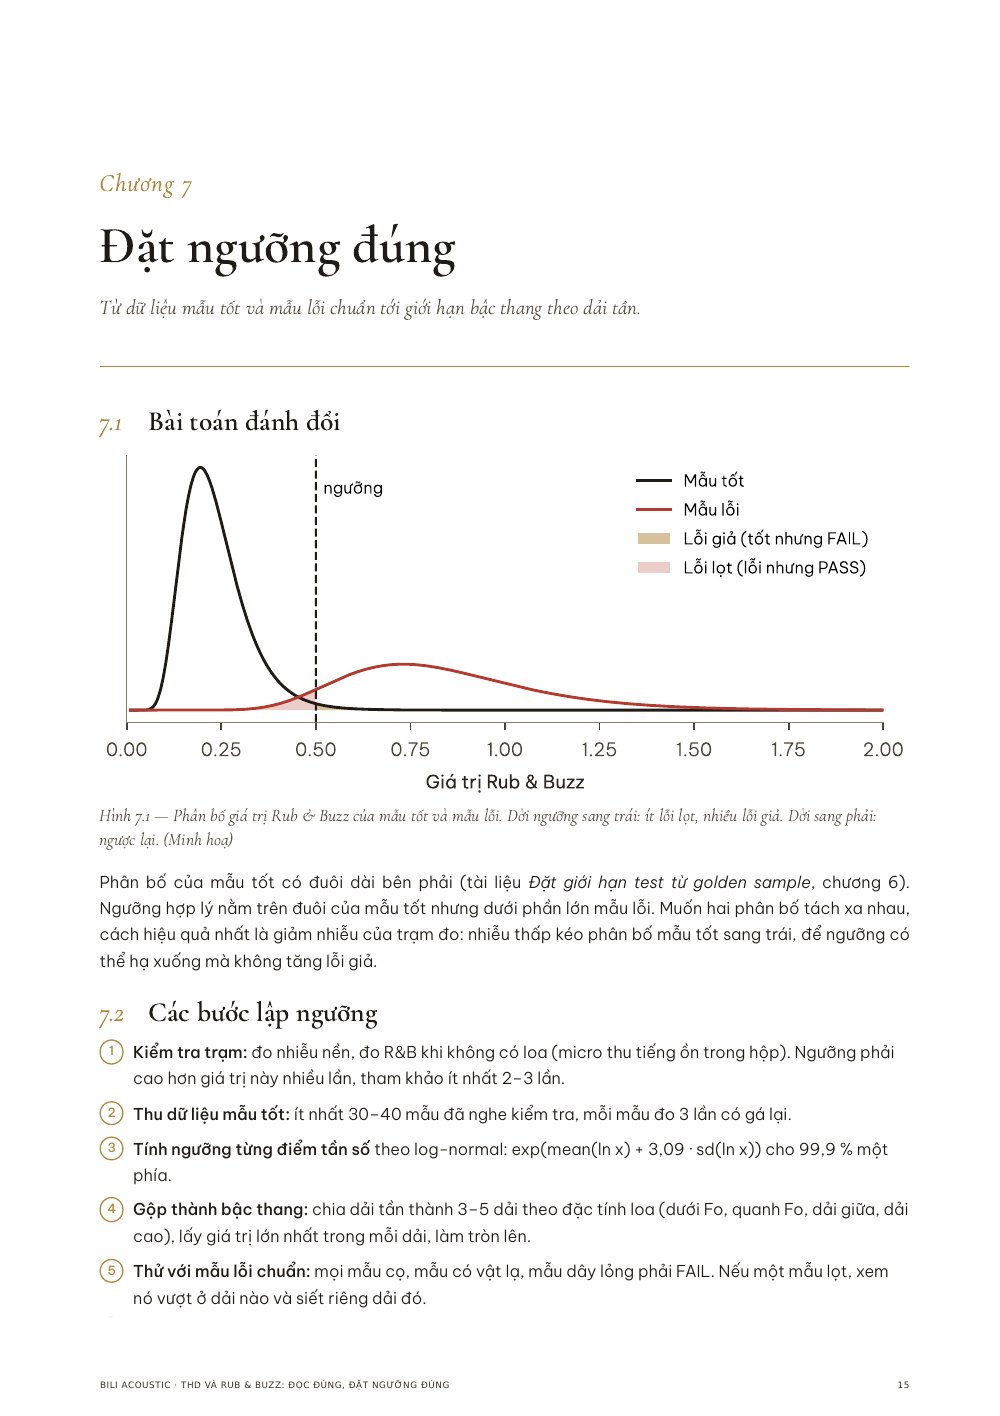 Chương 7
Đặt ngưỡng đúng
Từ dữ liệu mẫu tốt và mẫu lỗi chuẩn tới giới hạn bậc thang theo dải tần.
7.1 Bài toán đánh đổi
ngưỡng
Mẫu tốt
Mẫu lỗi
Lỗi giả (tốt nhưng FAIL)
Lỗi lọt (lỗi nhưng PASS)
0.00 0.25 0.50 0.75 1.00 1.25 1.50 1.75 2.00
Giá trị Rub & Buzz
Hình 7.1 — Phân bố giá trị Rub & Buzz của mẫu tốt và mẫu lỗi. Dời ngưỡng sang trái: ít lỗi lọt, nhiều lỗi giả. Dời sang phải:
ngược lại. (Minh hoạ)
Phân bố của mẫu tốt có đuôi dài bên phải (tài liệu Đặt giới hạn test từ golden sample, chương 6).
Ngưỡng hợp lý nằm trên đuôi của mẫu tốt nhưng dưới phần lớn mẫu lỗi. Muốn hai phân bố tách xa nhau,
cách hiệu quả nhất là giảm nhiễu của trạm đo: nhiễu thấp kéo phân bố mẫu tốt sang trái, để ngưỡng có
thể hạ xuống mà không tăng lỗi giả.
7.2 Các bước lập ngưỡng
1 Kiểm tra trạm: đo nhiễu nền, đo R&B khi không có loa (micro thu tiếng ồn trong hộp). Ngưỡng phải
cao hơn giá trị này nhiều lần, tham khảo ít nhất 2–3 lần.
2 Thu dữ liệu mẫu tốt: ít nhất 30–40 mẫu đã nghe kiểm tra, mỗi mẫu đo 3 lần có gá lại.
3 Tính ngưỡng từng điểm tần số theo log-normal: exp(mean(ln x) + 3,09 · sd(ln x)) cho 99,9 % một
phía.
4 Gộp thành bậc thang: chia dải tần thành 3–5 dải theo đặc tính loa (dưới Fo, quanh Fo, dải giữa, dải
cao), lấy giá trị lớn nhất trong mỗi dải, làm tròn lên.
5 Thử với mẫu lỗi chuẩn: mọi mẫu cọ, mẫu có vật lạ, mẫu dây lỏng phải FAIL. Nếu một mẫu lọt, xem
nó vượt ở dải nào và siết riêng dải đó.
BILI ACOUSTIC · THD VÀ RUB & BUZZ: ĐỌC ĐÚNG, ĐẶT NGƯỠNG ĐÚNG 15